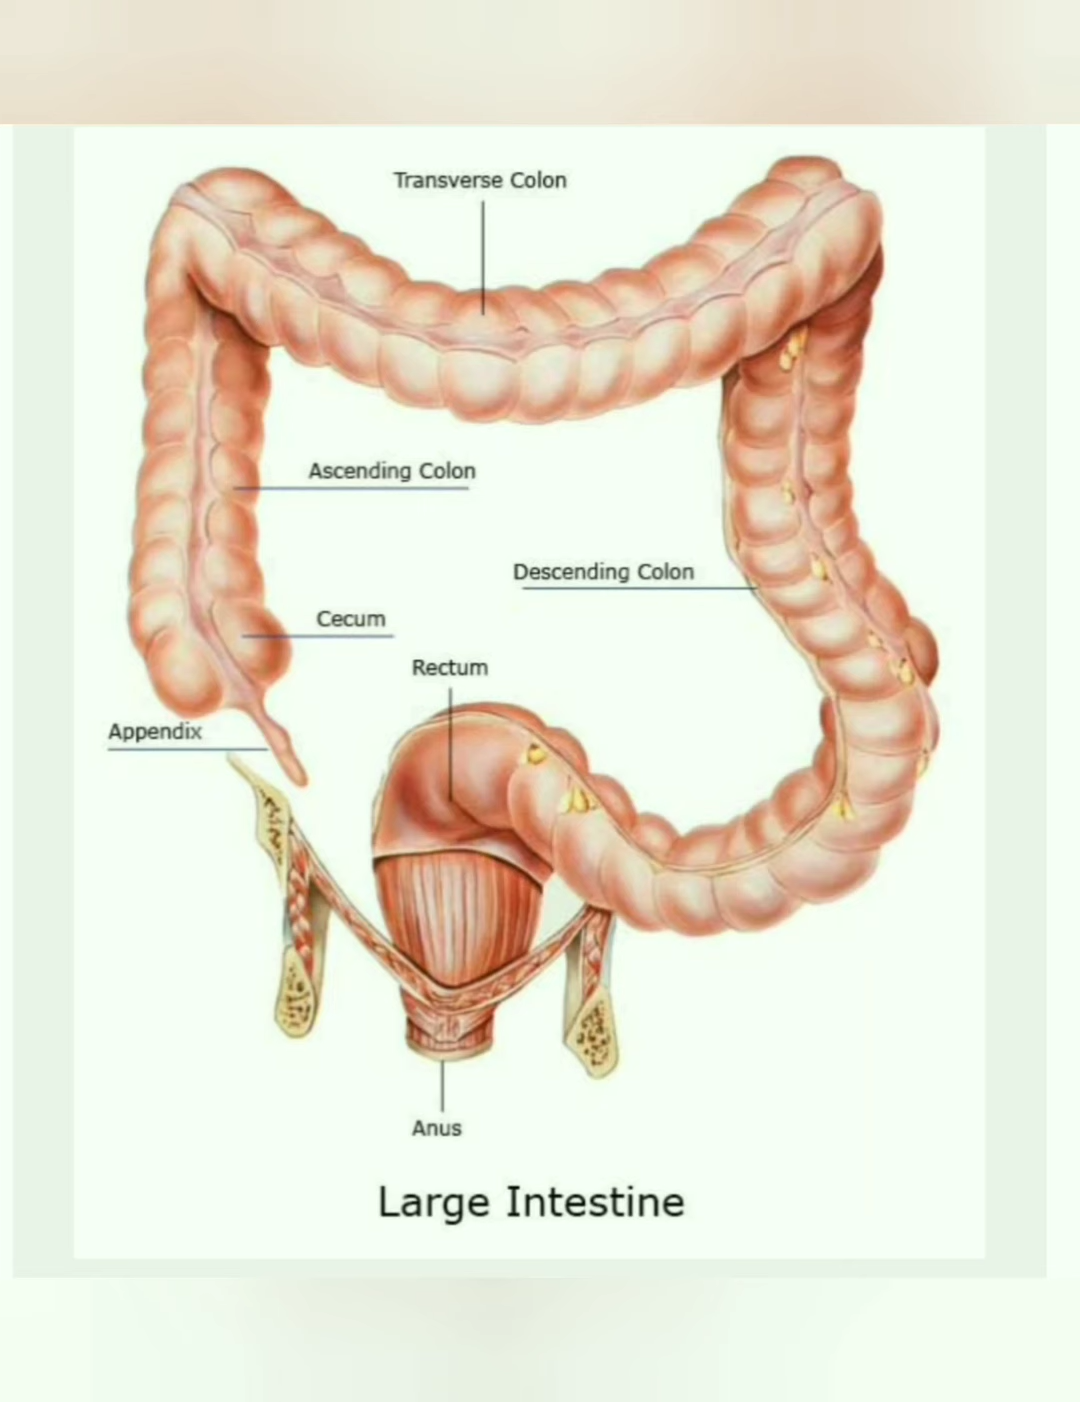 Transverse Colon
Ascending Colon
Descending Colon
Cecum
Rectum
Appendix
Anus
Large Intestine